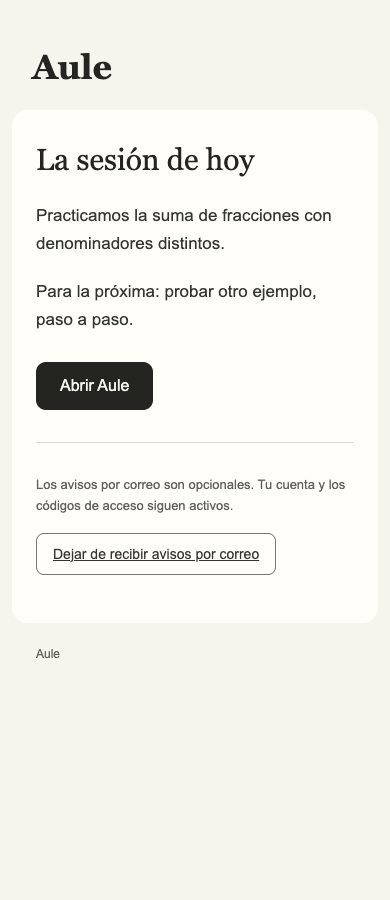 Aule
La sesión de hoy
Practicamos la suma de fracciones con
denominadores distintos.
Para la próxima: probar otro ejemplo,
paso a paso.
Abrir Aule
Los avisos por correo son opcionales. Tu cuenta y los
códigos de acceso siguen activos.
Dejar de recibir avisos por correo
Aule